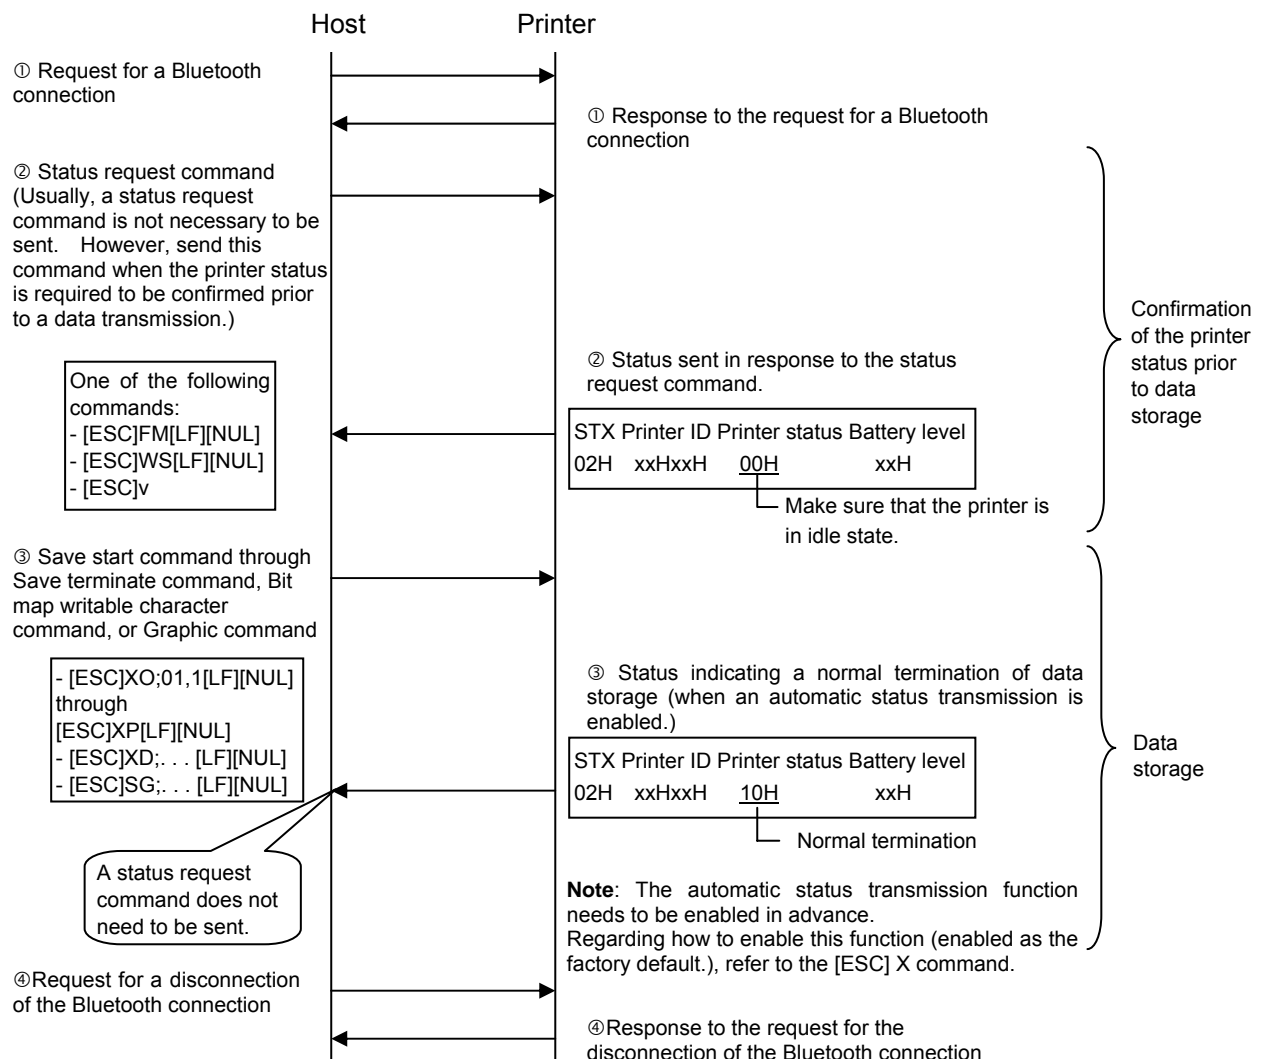 Host
Printer
① Request for a Bluetooth
connection
① Response to the request for a Bluetooth
connection
② Status request command
(Usually, a status request
command is not necessary to be
sent. However, send this
command when the printer status
is required to be confirmed prior
to a data transmission.)
Confirmation
of the printer
status prior
to data
storage
② Status sent in response to the status
request command.
One of the following
commands:
- [ESC]FM[LF][NUL]
- [ESC]WS[LF][NUL]
- [ESC]v
STX Printer ID Printer status Battery level
02H xxHxxH 00H xxH
Make sure that the printer is
in idle state.
③ Save start command through
Save terminate command, Bit
map writable character
command, or Graphic command
- [ESC]XO;01,1[LF][NUL]
through
[ESC]XP[LF][NUL]
- [ESC]XD;. . . [LF][NUL]
- [ESC]SG;. . . [LF][NUL]
③ Status indicating a normal termination of data
storage (when an automatic status transmission is
enabled.)
STX Printer ID Printer status Battery level
02H xxHxxH 10H xxH
Normal termination
Data
storage
A status request
command does not
need to be sent.
Note: The automatic status transmission function
needs to be enabled in advance.
Regarding how to enable this function (enabled as the
factory default.), refer to the [ESC] X command.
④Request for a disconnection
of the Bluetooth connection
④Response to the request for the
disconnection of the Bluetooth connection